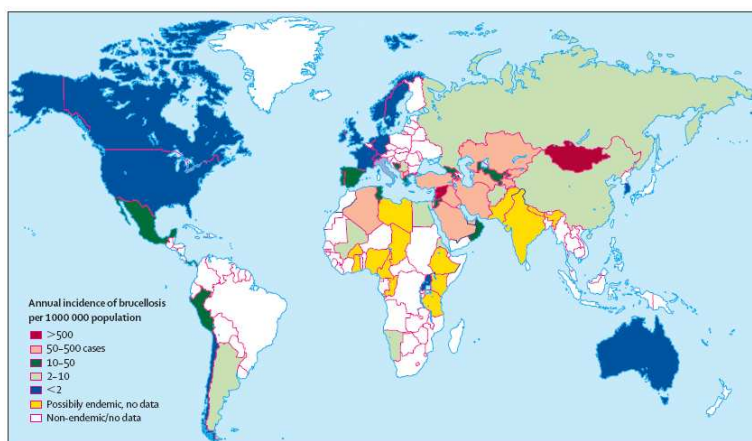 Annual incidence of brucellosis
per 1000 000 population
>500
50–500 cases
10–50
2–10
<2
Possibily endemic, no data
Non-endemic/no data